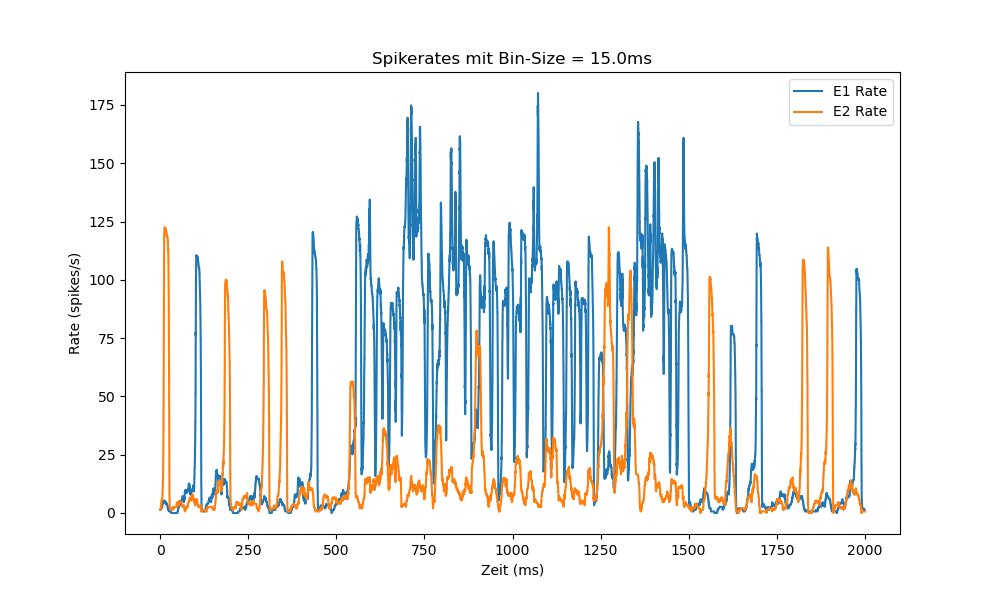 Spikerates mit Bin-Size = 15.0ms
E1 Rate
E2 Rate
175
150
125
100
75
50
25
0
Rate (spikes/s)
0 250 500 750 1000 1250 1500 1750 2000
Zeit (ms)